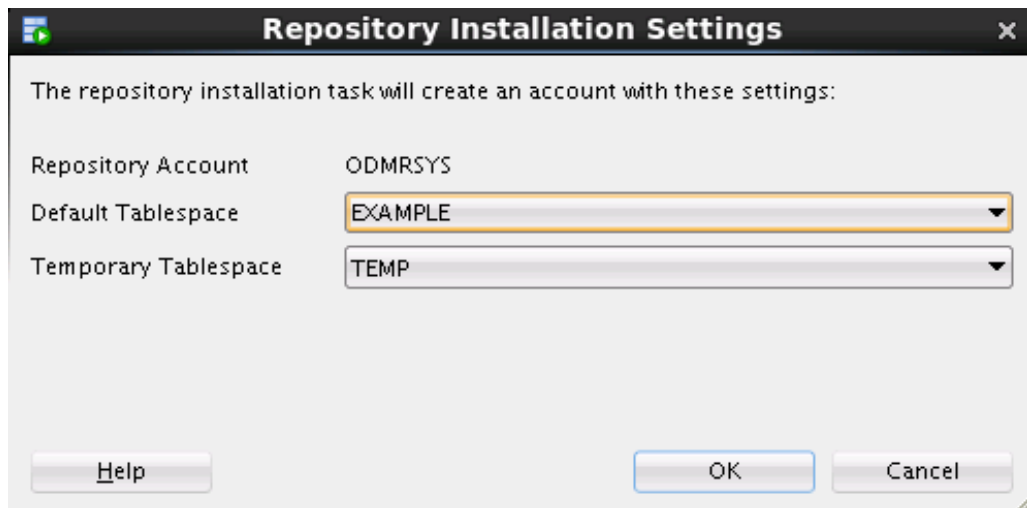 Repository Installation Settings
The repository installation task will create an account with these settings:
Repository Account ODMRSYS
Default Tablespace EXAMPLE
Temporary Tablespace TEMP
Help OK Cancel